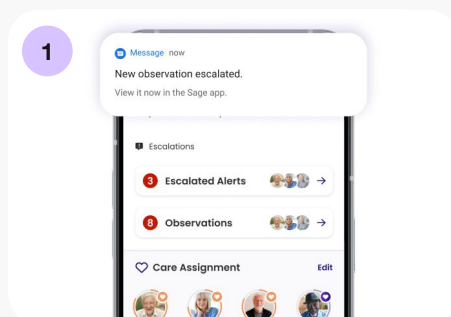 1
Message now
New observation escalated.
View it now in the Sage app.
Escalations
3 Escalated Alerts
8 Observations
Care Assignment Edit